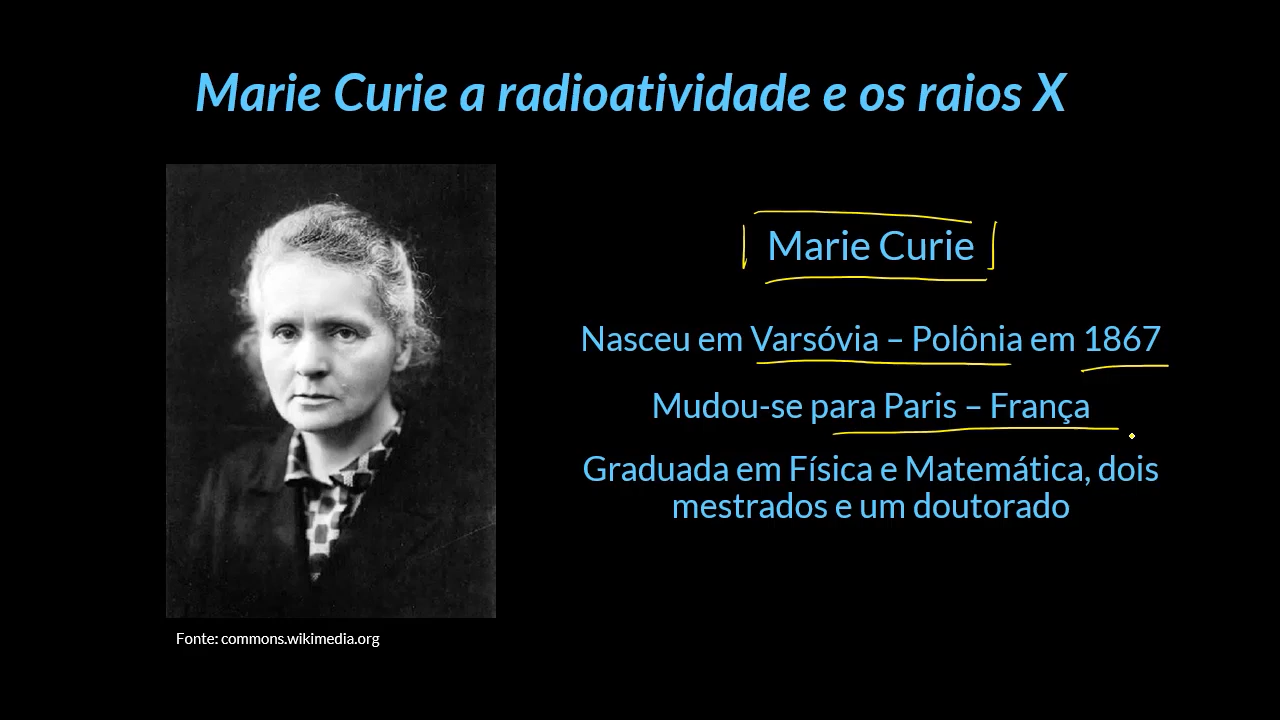 Marie Curie a radioatividade e os raios X
Marie Curie
Nasceu em Varsóvia – Polônia em 1867
Mudou-se para Paris – França
Graduada em Física e Matemática, dois
mestrados e um doutorado
Fonte: commons.wikimedia.org